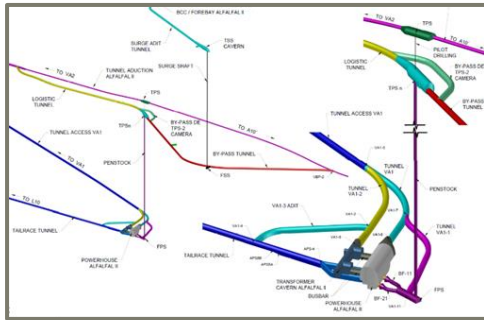 BCC / FOREBAY ALFALFAL II
SURGE ADIT
TUNNEL
TSS
CAVERN
SURGE SHAFT
TO VA2
TUNNEL ADUCTION
ALFALFAL II
TPS
LOGISTIC
TUNNEL
BY-PASS DE
TPS-2
CAMERA
TO A10
TUNNEL ACCESS VA1
TO VA1
PENSTOCK
BY-PASS TUNNEL
FSS
TO L10
TAILRACE TUNNEL
POWERHOUSE
ALFALFAL II
FPS
TO VA2
TPS
TO A10
PILOT
DRILLING
LOGISTIC
TUNNEL
BY-PASS DE
TPS-2
CAMERA
BY-PASS
TUNNEL
TUNNEL ACCESS VA1
TUNNEL
VA1
TUNNEL
VA1-2
PENSTOCK
VA1-3 ADIT
TUNNEL
VA1-1
TAILRACE TUNNEL
TRANSFORMER
CAVERN ALFALFAL II
BUSBAR
POWERHOUSE
ALFALFAL II
BF-11
BF-21
FPS